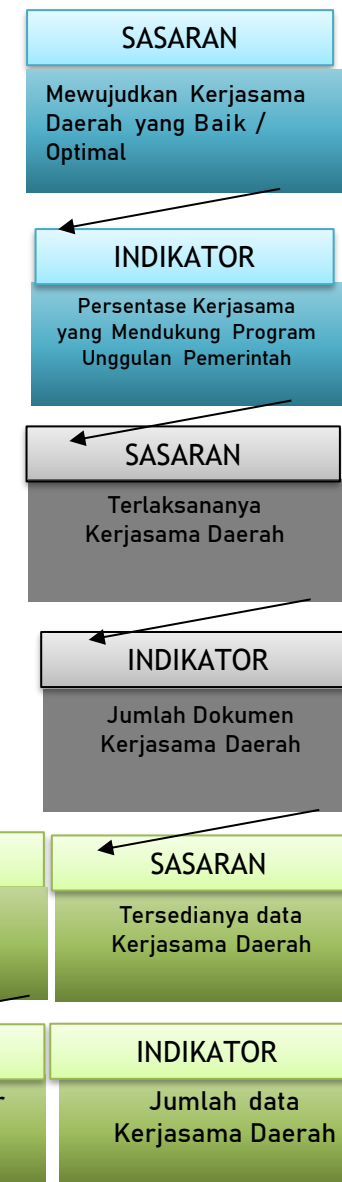 SASARAN
Mewujudkan Kerjasama
Daerah yang Baik /
Optimal
INDIKATOR
Persentase Kerjasama
yang Mendukung Program
Unggulan Pemerintah
SASARAN
Terlaksananya
Kerjasama Daerah
INDIKATOR
Jumlah Dokumen
Kerjasama Daerah
SASARAN
Tersedianya data
Kerjasama Daerah
INDIKATOR
Jumlah data
Kerjasama Daerah